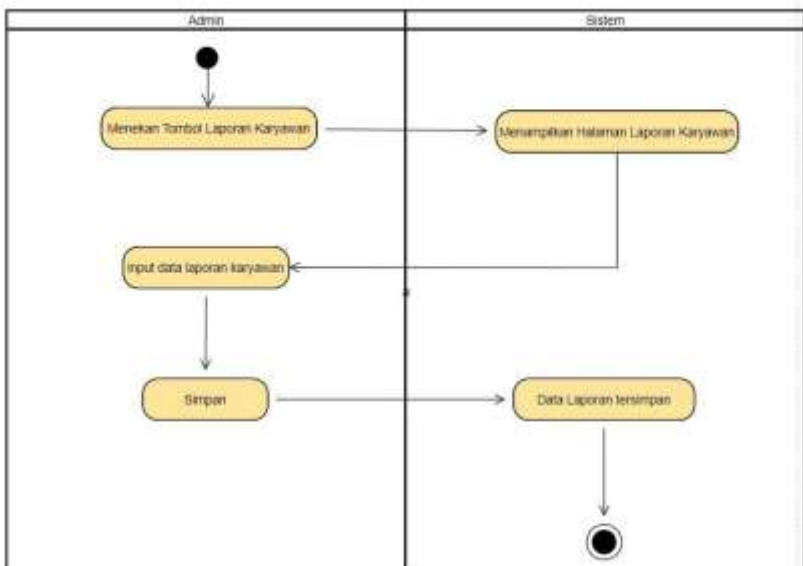 Admin
Sistem
Menekan Tombol Laporan Karyawan
Menampilkan Halaman Laporan Karyawan
Input data laporan karyawan
Simpan
Data Laporan tersimpan